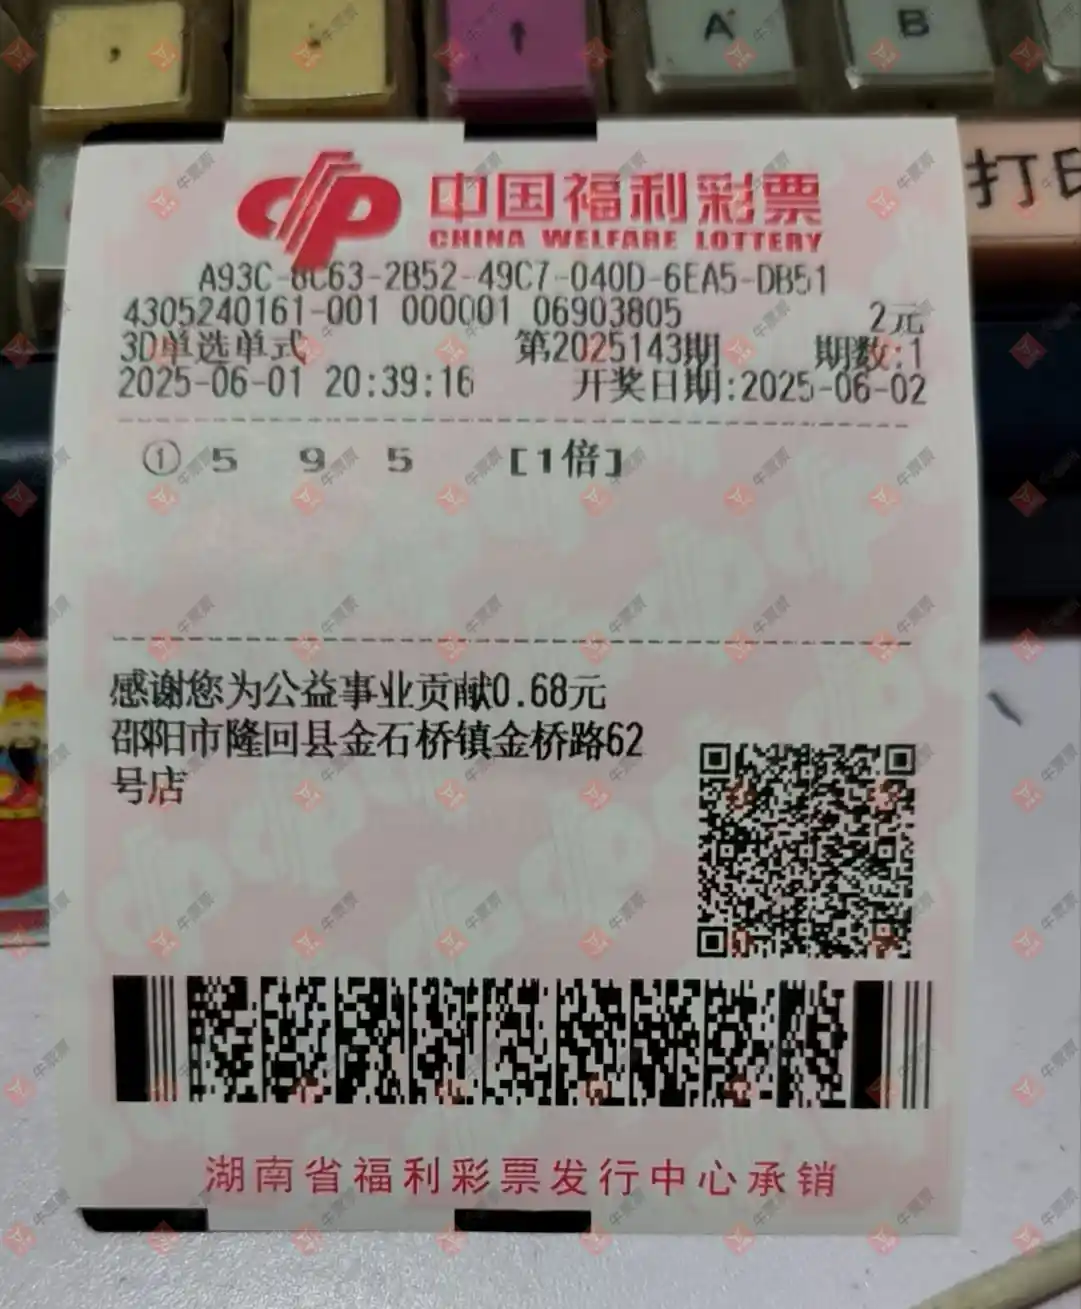 A
B
打印
中国福利彩票
CHINA WELFARE LOTTERY
A93C-8C63-2B52-49C7-040D-6EA5-DB51
4305240161-001 000001 06903805 2元
3D单选单式 第2025143期 期数:1
2025-06-01 20:39:16 开奖日期:2025-06-02
① 5 9 5 [1倍]
感谢您为公益事业贡献0.68元
邵阳市隆回县金石桥镇金桥路62
号店
湖南省福利彩票发行中心承销
牛票票